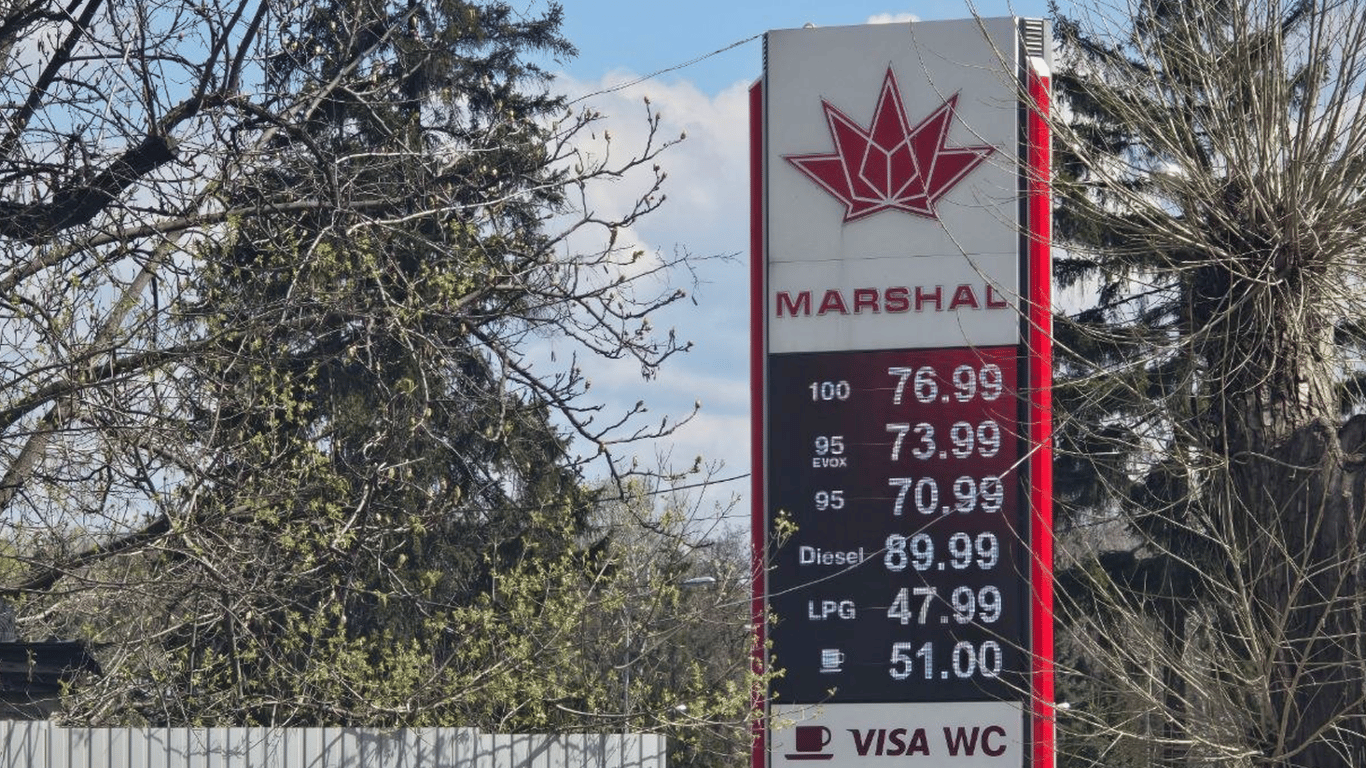 MARSHAL
100 76.99
95 73.99
EVOX
95 70.99
Diesel 89.99
LPG 47.99
51.00
VISA WC